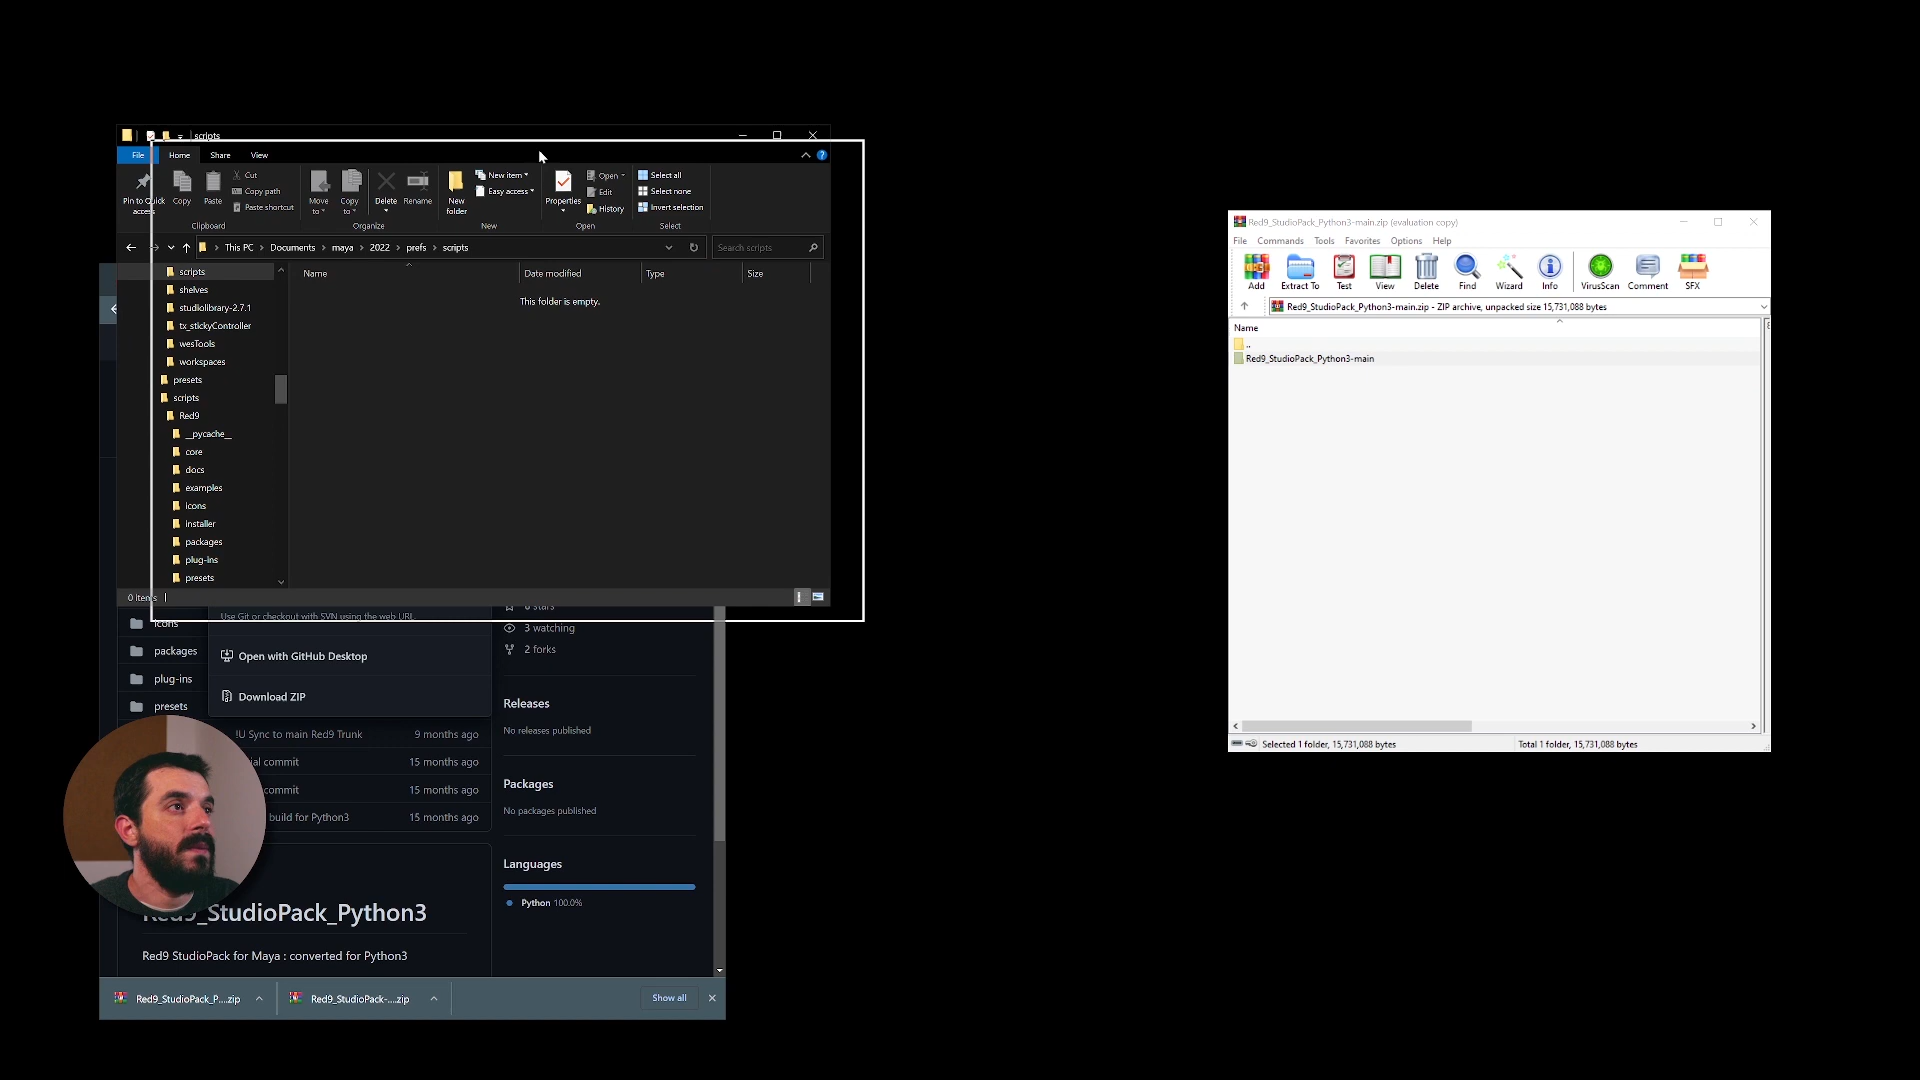 scripts
File
Home
Share
View
Pin to Quick access
Copy
Paste
Cut
Copy path
Paste shortcut
Clipboard
Move to
Copy to
Delete
Rename
Organize
New folder
New item
Easy access
New
Properties
Open
Edit
History
Open
Select all
Select none
Invert selection
Select
This PC
Documents
maya
2022
prefs
scripts
Search scripts
scripts
shelves
studiolibrary-2.7.1
tx_stickyController
wesTools
workspaces
presets
scripts
Red9
__pycache__
core
docs
examples
icons
installer
packages
plug-ins
presets
Name
Date modified
Type
Size
This folder is empty.
0 items
Use Git or checkout with SVN using the web URL.
Open with GitHub Desktop
Download ZIP
icons
packages
plug-ins
presets
!U Sync to main Red9 Trunk
9 months ago
commit
15 months ago
commit
15 months ago
build for Python3
15 months ago
stars
3 watching
2 forks
Releases
No releases published
Packages
No packages published
Languages
Python 100.0%
Red9_StudioPack_Python3
Red9 StudioPack for Maya : converted for Python3
Red9_StudioPack_P....zip
Red9_StudioPack-....zip
Show all
Red9_StudioPack_Python3-main.zip (evaluation copy)
File
Commands
Tools
Favorites
Options
Help
Add
Extract To
Test
View
Delete
Find
Wizard
Info
VirusScan
Comment
SFX
Red9_StudioPack_Python3-main.zip - ZIP archive, unpacked size 15,731,088 bytes
Name
..
Red9_StudioPack_Python3-main
Selected 1 folder, 15,731,088 bytes
Total 1 folder, 15,731,088 bytes